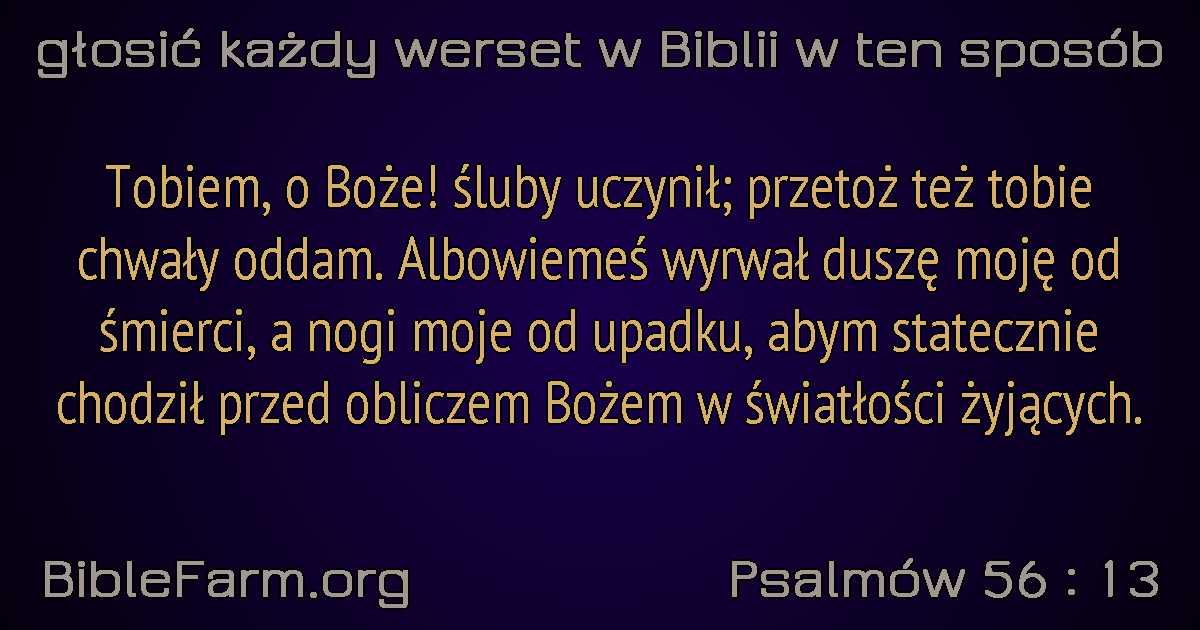 głosić każdy werset w Biblii w ten sposób
Tobiem, o Boże! śluby uczynił; przetoż też tobie
chwały oddam. Albowiemeś wyrwał duszę moję od
śmierci, a nogi moje od upadku, abym statecznie
chodził przed obliczem Bożem w światłości żyjących.
BibleFarm.org
Psalmów 56 : 13